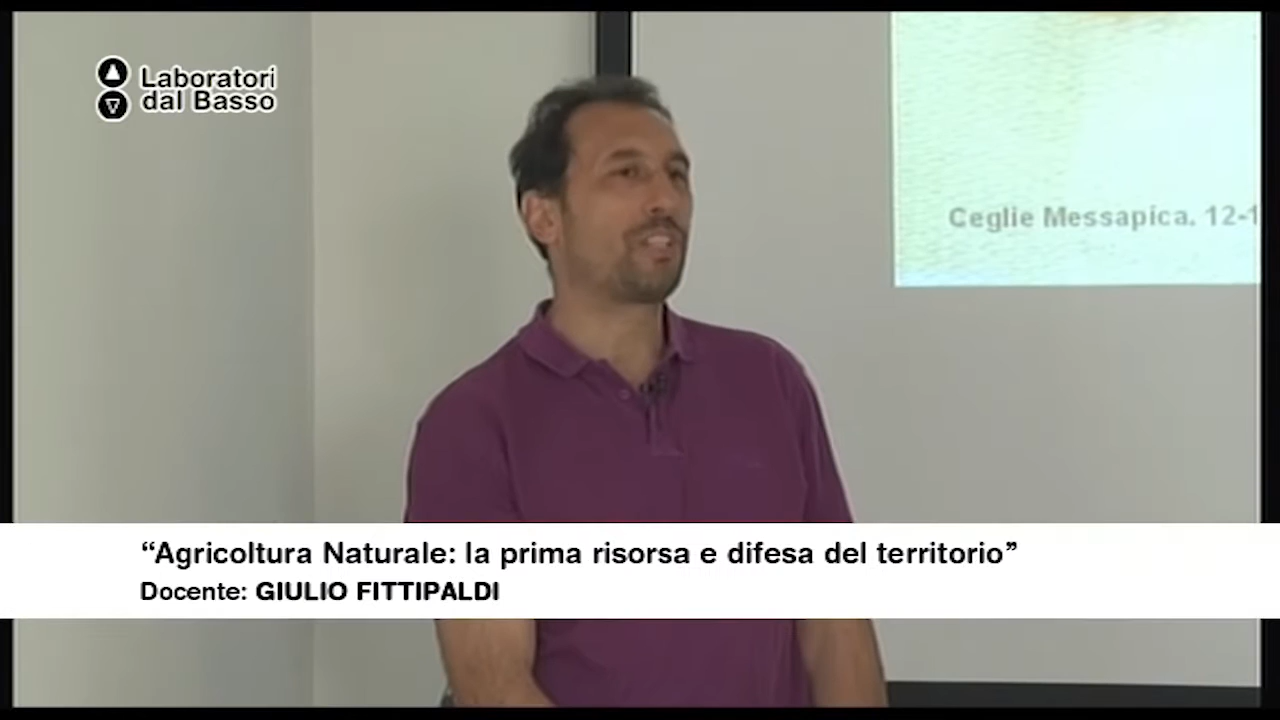 Laboratori
dal Basso
Ceglie Messapica. 12-1
“Agricoltura Naturale: la prima risorsa e difesa del territorio”
Docente: GIULIO FITTIPALDI